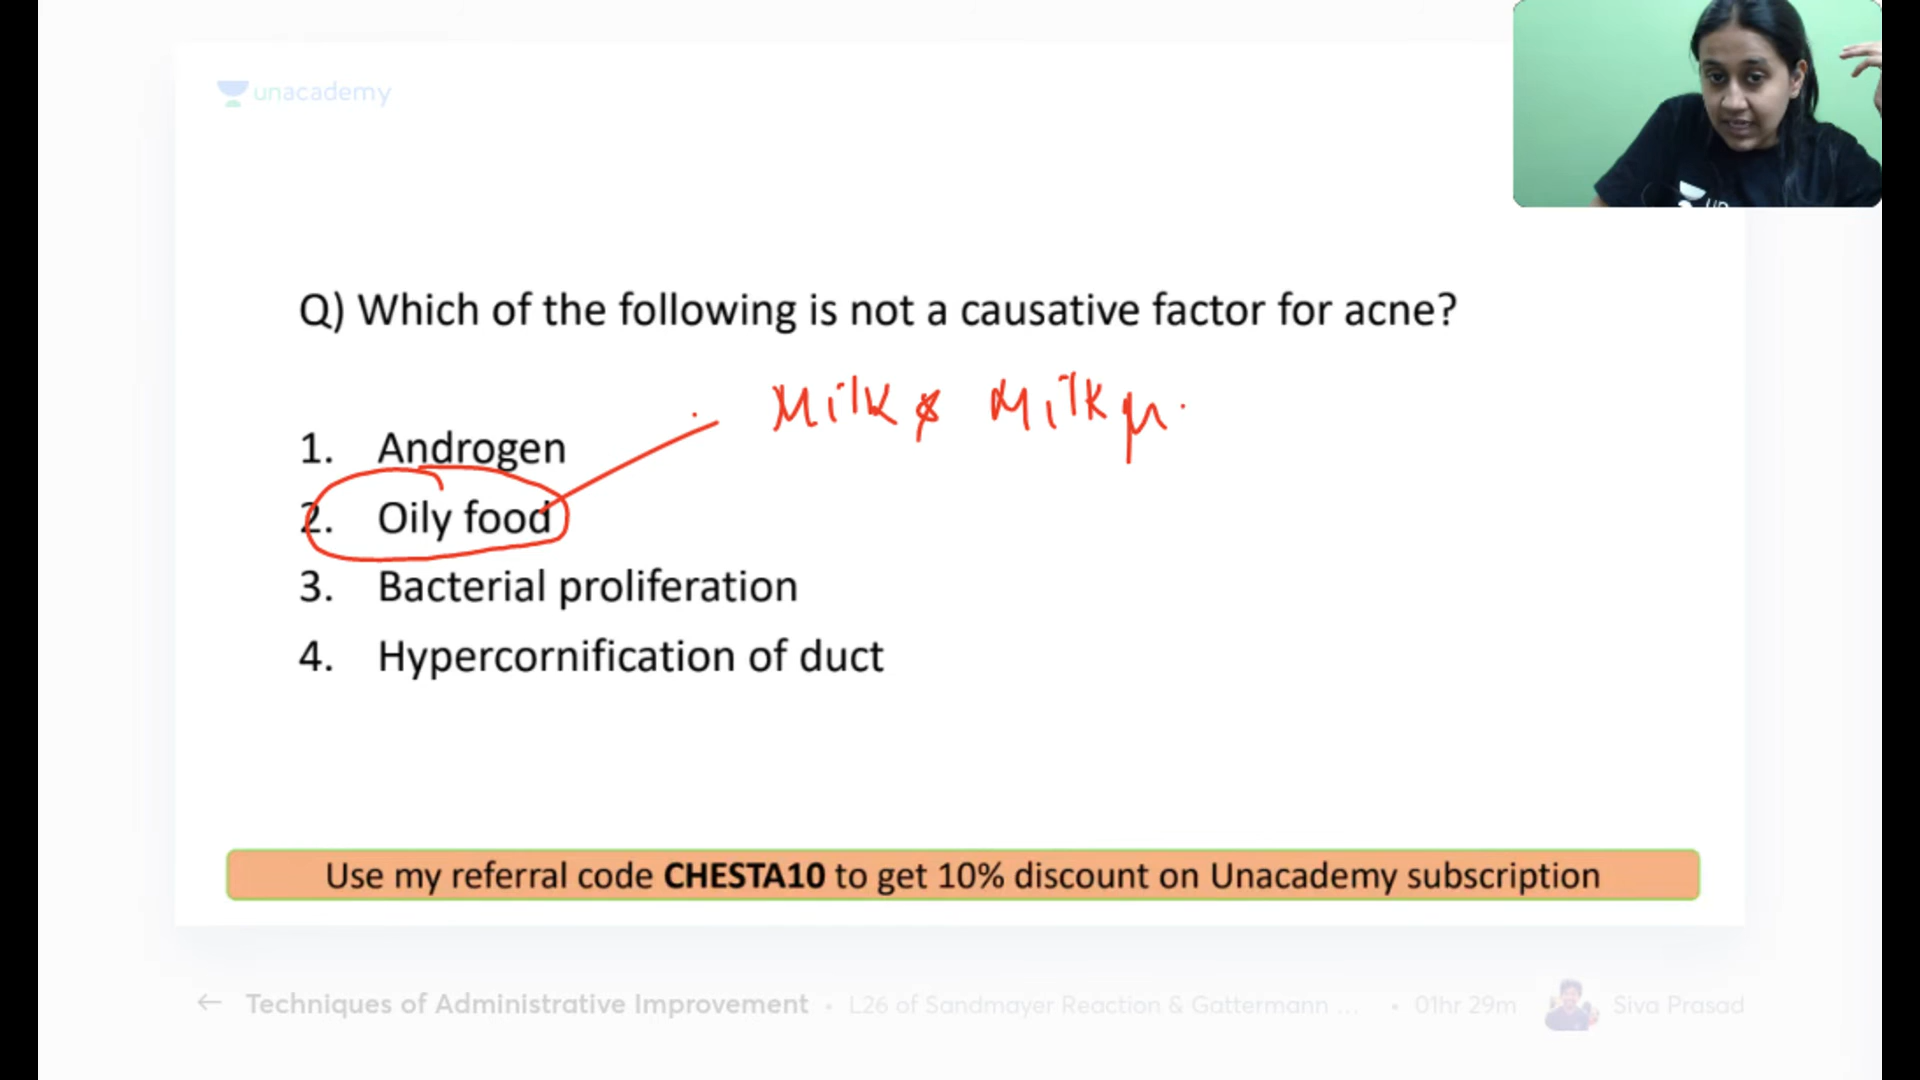 unacademy
Q) Which of the following is not a causative factor for acne?
Milk & Milk
1. Androgen
2. Oily food
3. Bacterial proliferation
4. Hypercornification of duct
Use my referral code CHESTA10 to get 10% discount on Unacademy subscription
← Techniques of Administrative Improvement • L26 of Sandmayer Reaction & Gattermann ... • 01hr 29m Siva Prasad